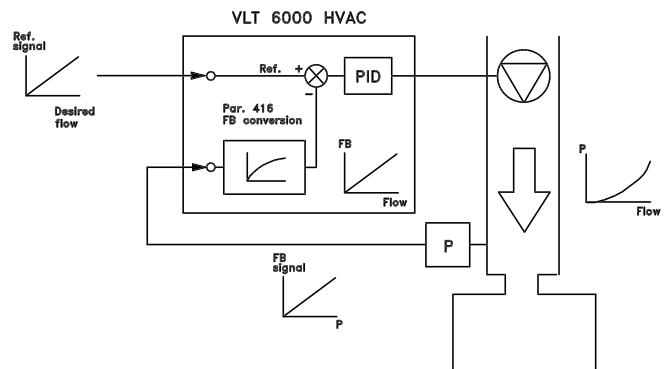 VLT 6000 HVAC
Ref.
signal
Desired
flow
Ref. +
−
PID
Par. 416
FB conversion
FB
Flow
P
Flow
P
FB
signal
P